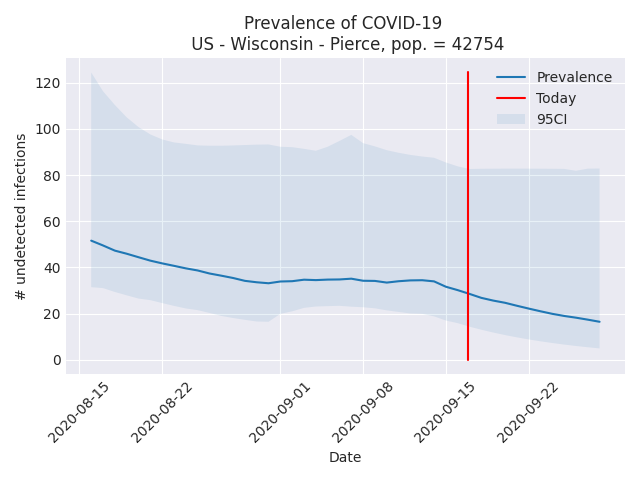 Prevalence of COVID-19
US - Wisconsin - Pierce, pop. = 42754
Prevalence
Today
95CI
# undetected infections
120
100
80
60
40
20
0
2020-08-15
2020-08-22
2020-09-01
2020-09-08
2020-09-15
2020-09-22
Date